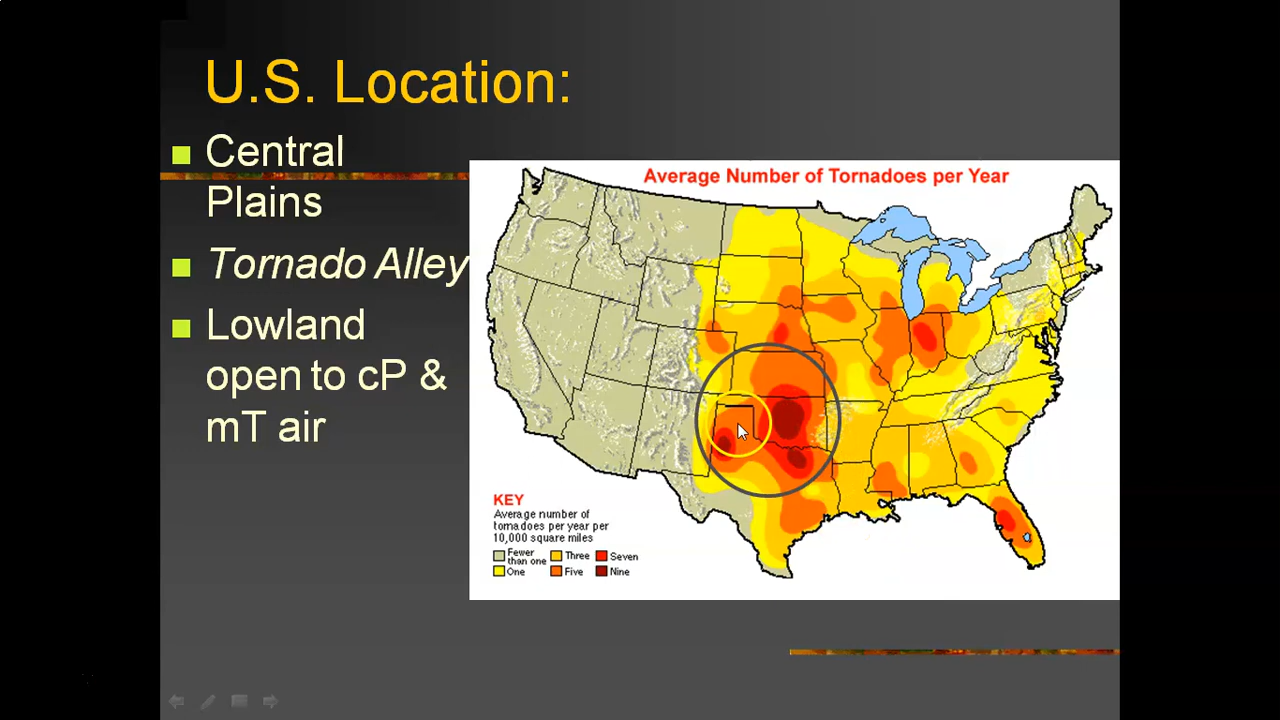 U.S. Location:
Central
Plains
Tornado Alley
Lowland
open to cP &
mT air
Average Number of Tornadoes per Year
KEY
Average number of
tornadoes per year per
10,000 square miles
Fewer
than one
Three
Seven
One
Five
Nine